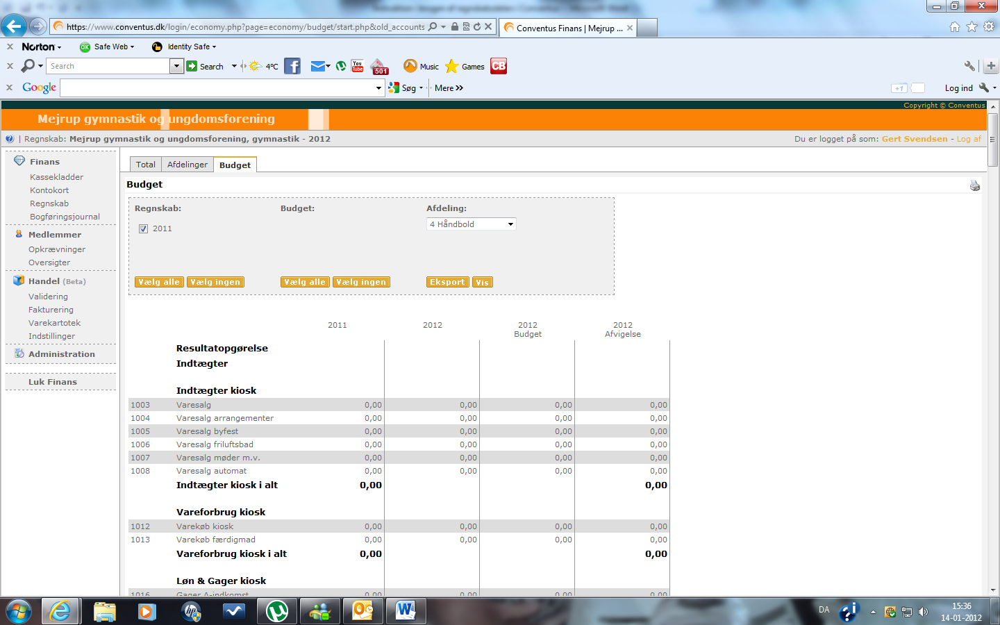 https://www.conventus.dk/login/economy.php?page=economy/budget/start.php&old_accounts
Conventus Finans | Mejrup ...
Norton
OK Safe Web
Identity Safe
Search
Search
4°C
You Tube
501
Music
Games
CB
Google
Søg
Mere »
+1
Log ind
Copyright © Conventus
Mejrup gymnastik og ungdomsforening
? | Regnskab: Mejrup gymnastik og ungdomsforening, gymnastik - 2012
Du er logget på som: Gert Svendsen - Log af
Finans
Kassekladder
Kontokort
Regnskab
Bogføringsjournal
Medlemmer
Opkrævninger
Oversigter
Handel (Beta)
Validering
Fakturering
Varekartotek
Indstillinger
Administration
Luk Finans
Total Afdelinger Budget
Budget
Regnskab: Budget: Afdeling:
2011
4 Håndbold
Vælg alle Vælg ingen Vælg alle Vælg ingen Eksport Vis
2011 2012 2012 2012
Budget Afvigelse
Resultatopgørelse
Indtægter
Indtægter kiosk
1003 Varesalg 0,00 0,00 0,00 0,00
1004 Varesalg arrangementer 0,00 0,00 0,00 0,00
1005 Varesalg byfest 0,00 0,00 0,00 0,00
1006 Varesalg friluftsbad 0,00 0,00 0,00 0,00
1007 Varesalg møder m.v. 0,00 0,00 0,00 0,00
1008 Varesalg automat 0,00 0,00 0,00 0,00
Indtægter kiosk i alt 0,00 0,00
Vareforbrug kiosk
1012 Varekøb kiosk 0,00 0,00 0,00 0,00
1013 Varekøb færdigmad 0,00 0,00 0,00 0,00
Vareforbrug kiosk i alt 0,00 0,00
Løn & Gager kiosk
1016 Gager A-indkomst 0,00 0,00 0,00 0,00
DA
15:36
14-01-2012